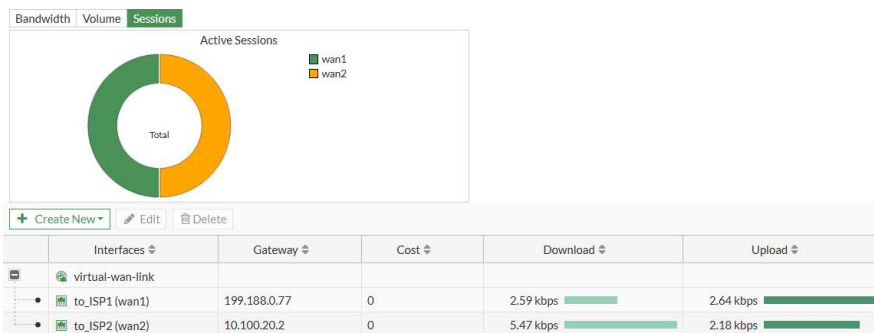 Bandwidth Volume Sessions
Active Sessions
wan1
wan2
Total
Create New Edit Delete
Interfaces Gateway Cost Download Upload
virtual-wan-link
to_ISP1 (wan1) 199.188.0.77 0 2.59 kbps 2.64 kbps
to_ISP2 (wan2) 10.100.20.2 0 5.47 kbps 2.18 kbps